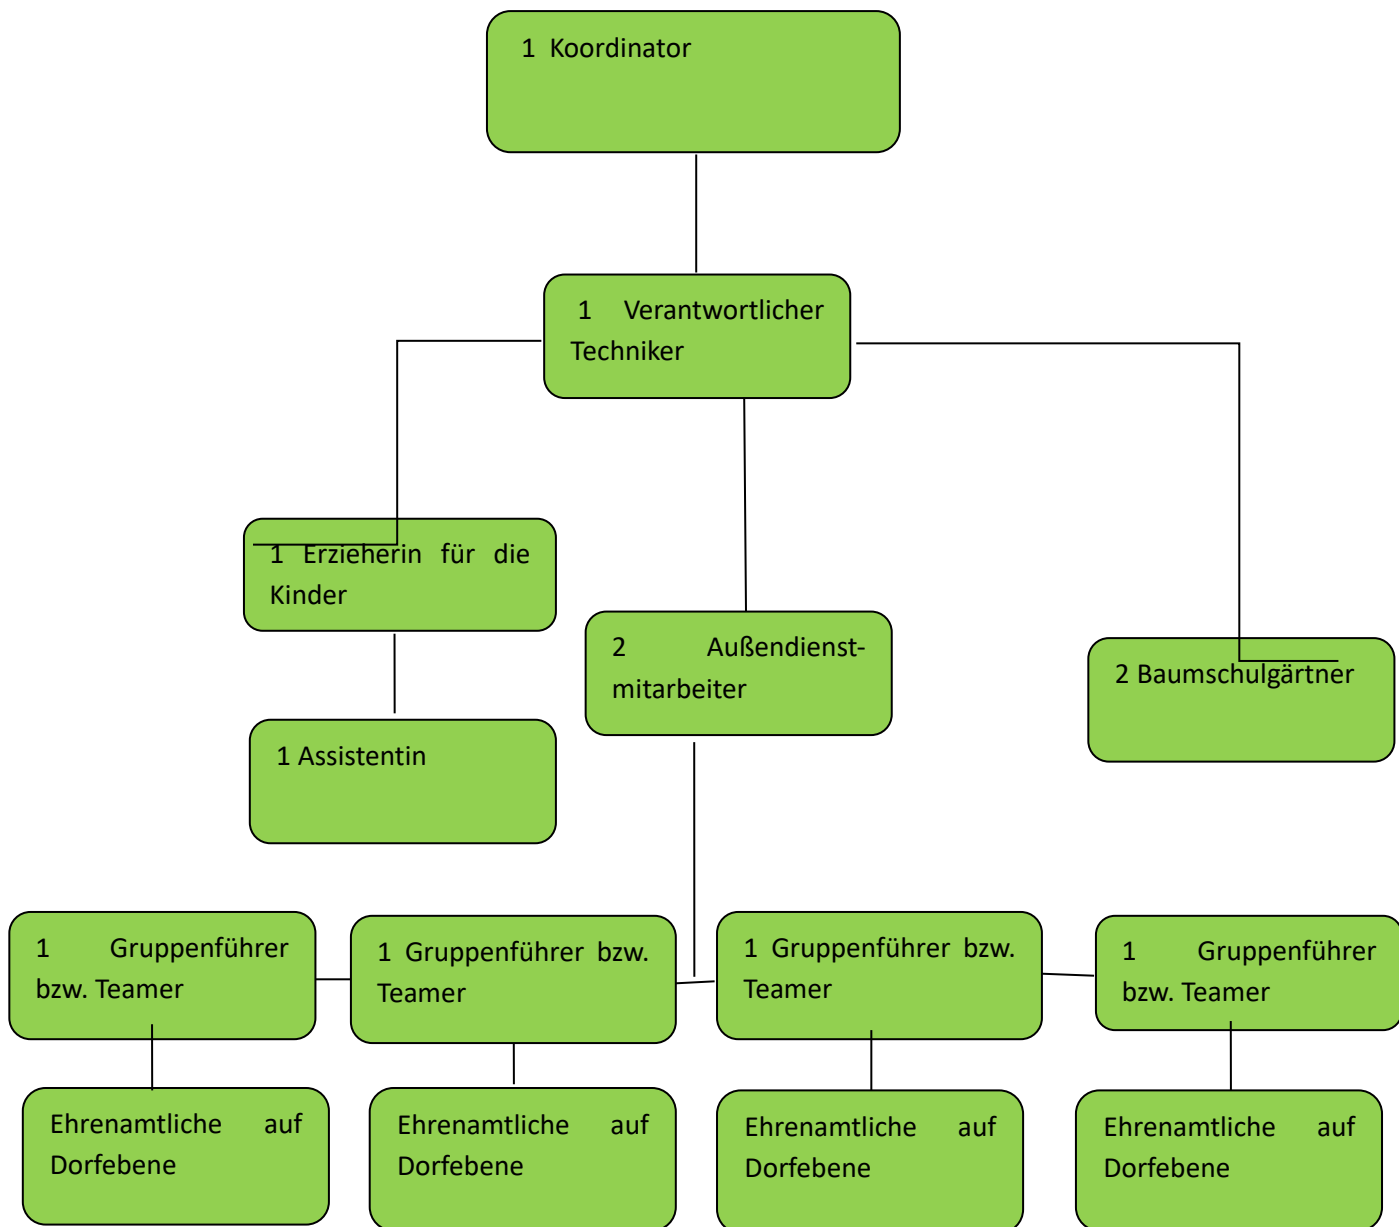 1 Koordinator
1 Verantwortlicher
Techniker
1 Erzieherin für die
Kinder
2 Außendienst-
mitarbeiter
2 Baumschulgärtner
1 Assistentin
1 Gruppenführer
bzw. Teamer
1 Gruppenführer bzw.
Teamer
1 Gruppenführer bzw.
Teamer
1 Gruppenführer
bzw. Teamer
Ehrenamtliche auf
Dorfebene
Ehrenamtliche auf
Dorfebene
Ehrenamtliche auf
Dorfebene
Ehrenamtliche auf
Dorfebene